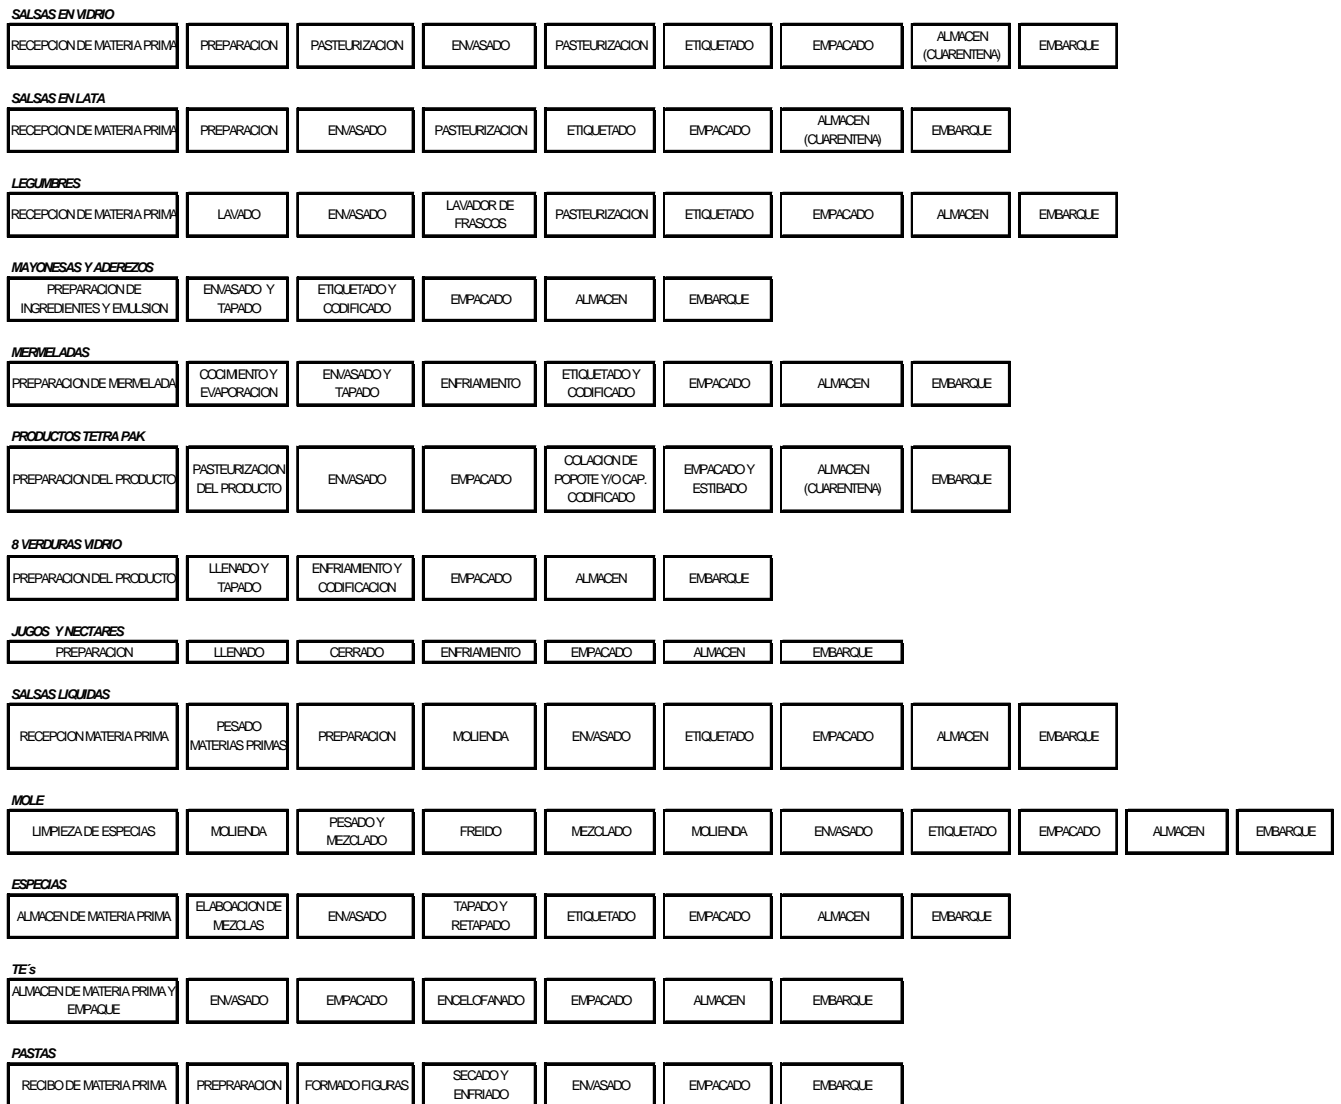 SALSAS EN VIDRIO
RECEPCION DE MATERIA PRIMA PREPARACION PASTEURIZACION ENVASADO PASTEURIZACION ETIQUETADO EMPACADO ALMACEN (CUARENTENA) EMBARQUE
SALSAS EN LATA
RECEPCION DE MATERIA PRIMA PREPARACION ENVASADO PASTEURIZACION ETIQUETADO EMPACADO ALMACEN (CUARENTENA) EMBARQUE
LEGUMBRES
RECEPCION DE MATERIA PRIMA LAVADO ENVASADO LAVADOR DE FRASCOS PASTEURIZACION ETIQUETADO EMPACADO ALMACEN EMBARQUE
MAYONESAS Y ADEREZOS
PREPARACION DE INGREDIENTES Y EMULSION ENVASADO Y TAPADO ETIQUETADO Y CODIFICADO EMPACADO ALMACEN EMBARQUE
MERMELADAS
PREPARACION DE MERMELADA COCIMIENTO Y EVAPORACION ENVASADO Y TAPADO ENFRIAMIENTO ETIQUETADO Y CODIFICADO EMPACADO ALMACEN EMBARQUE
PRODUCTOS TETRA PAK
PREPARACION DEL PRODUCTO PASTEURIZACION DEL PRODUCTO ENVASADO EMPACADO COLACION DE POPOTE Y/O CAP. CODIFICADO EMPACADO Y ESTIBADO ALMACEN (CUARENTENA) EMBARQUE
8 VERDURAS VIDRIO
PREPARACION DEL PRODUCTO LLENADO Y TAPADO ENFRIAMIENTO Y CODIFICACION EMPACADO ALMACEN EMBARQUE
JUGOS Y NECTARES
PREPARACION LLENADO CERRADO ENFRIAMIENTO EMPACADO ALMACEN EMBARQUE
SALSAS LIQUIDAS
RECEPCION MATERIA PRIMA PESADO MATERIAS PRIMAS PREPARACION MOLIENDA ENVASADO ETIQUETADO EMPACADO ALMACEN EMBARQUE
MOLE
LIMPIEZA DE ESPECIAS MOLIENDA PESADO Y MEZCLADO FREIDO MEZCLADO MOLIENDA ENVASADO ETIQUETADO EMPACADO ALMACEN EMBARQUE
ESPECIAS
ALMACEN DE MATERIA PRIMA ELABOACION DE MEZCLAS ENVASADO TAPADO Y RETAPADO ETIQUETADO EMPACADO ALMACEN EMBARQUE
TE´s
ALMACEN DE MATERIA PRIMA Y EMPAQUE ENVASADO EMPACADO ENCELOFANADO EMPACADO ALMACEN EMBARQUE
PASTAS
RECIBO DE MATERIA PRIMA PREPRARACION FORMADO FIGURAS SECADO Y ENFRIADO ENVASADO EMPACADO EMBARQUE